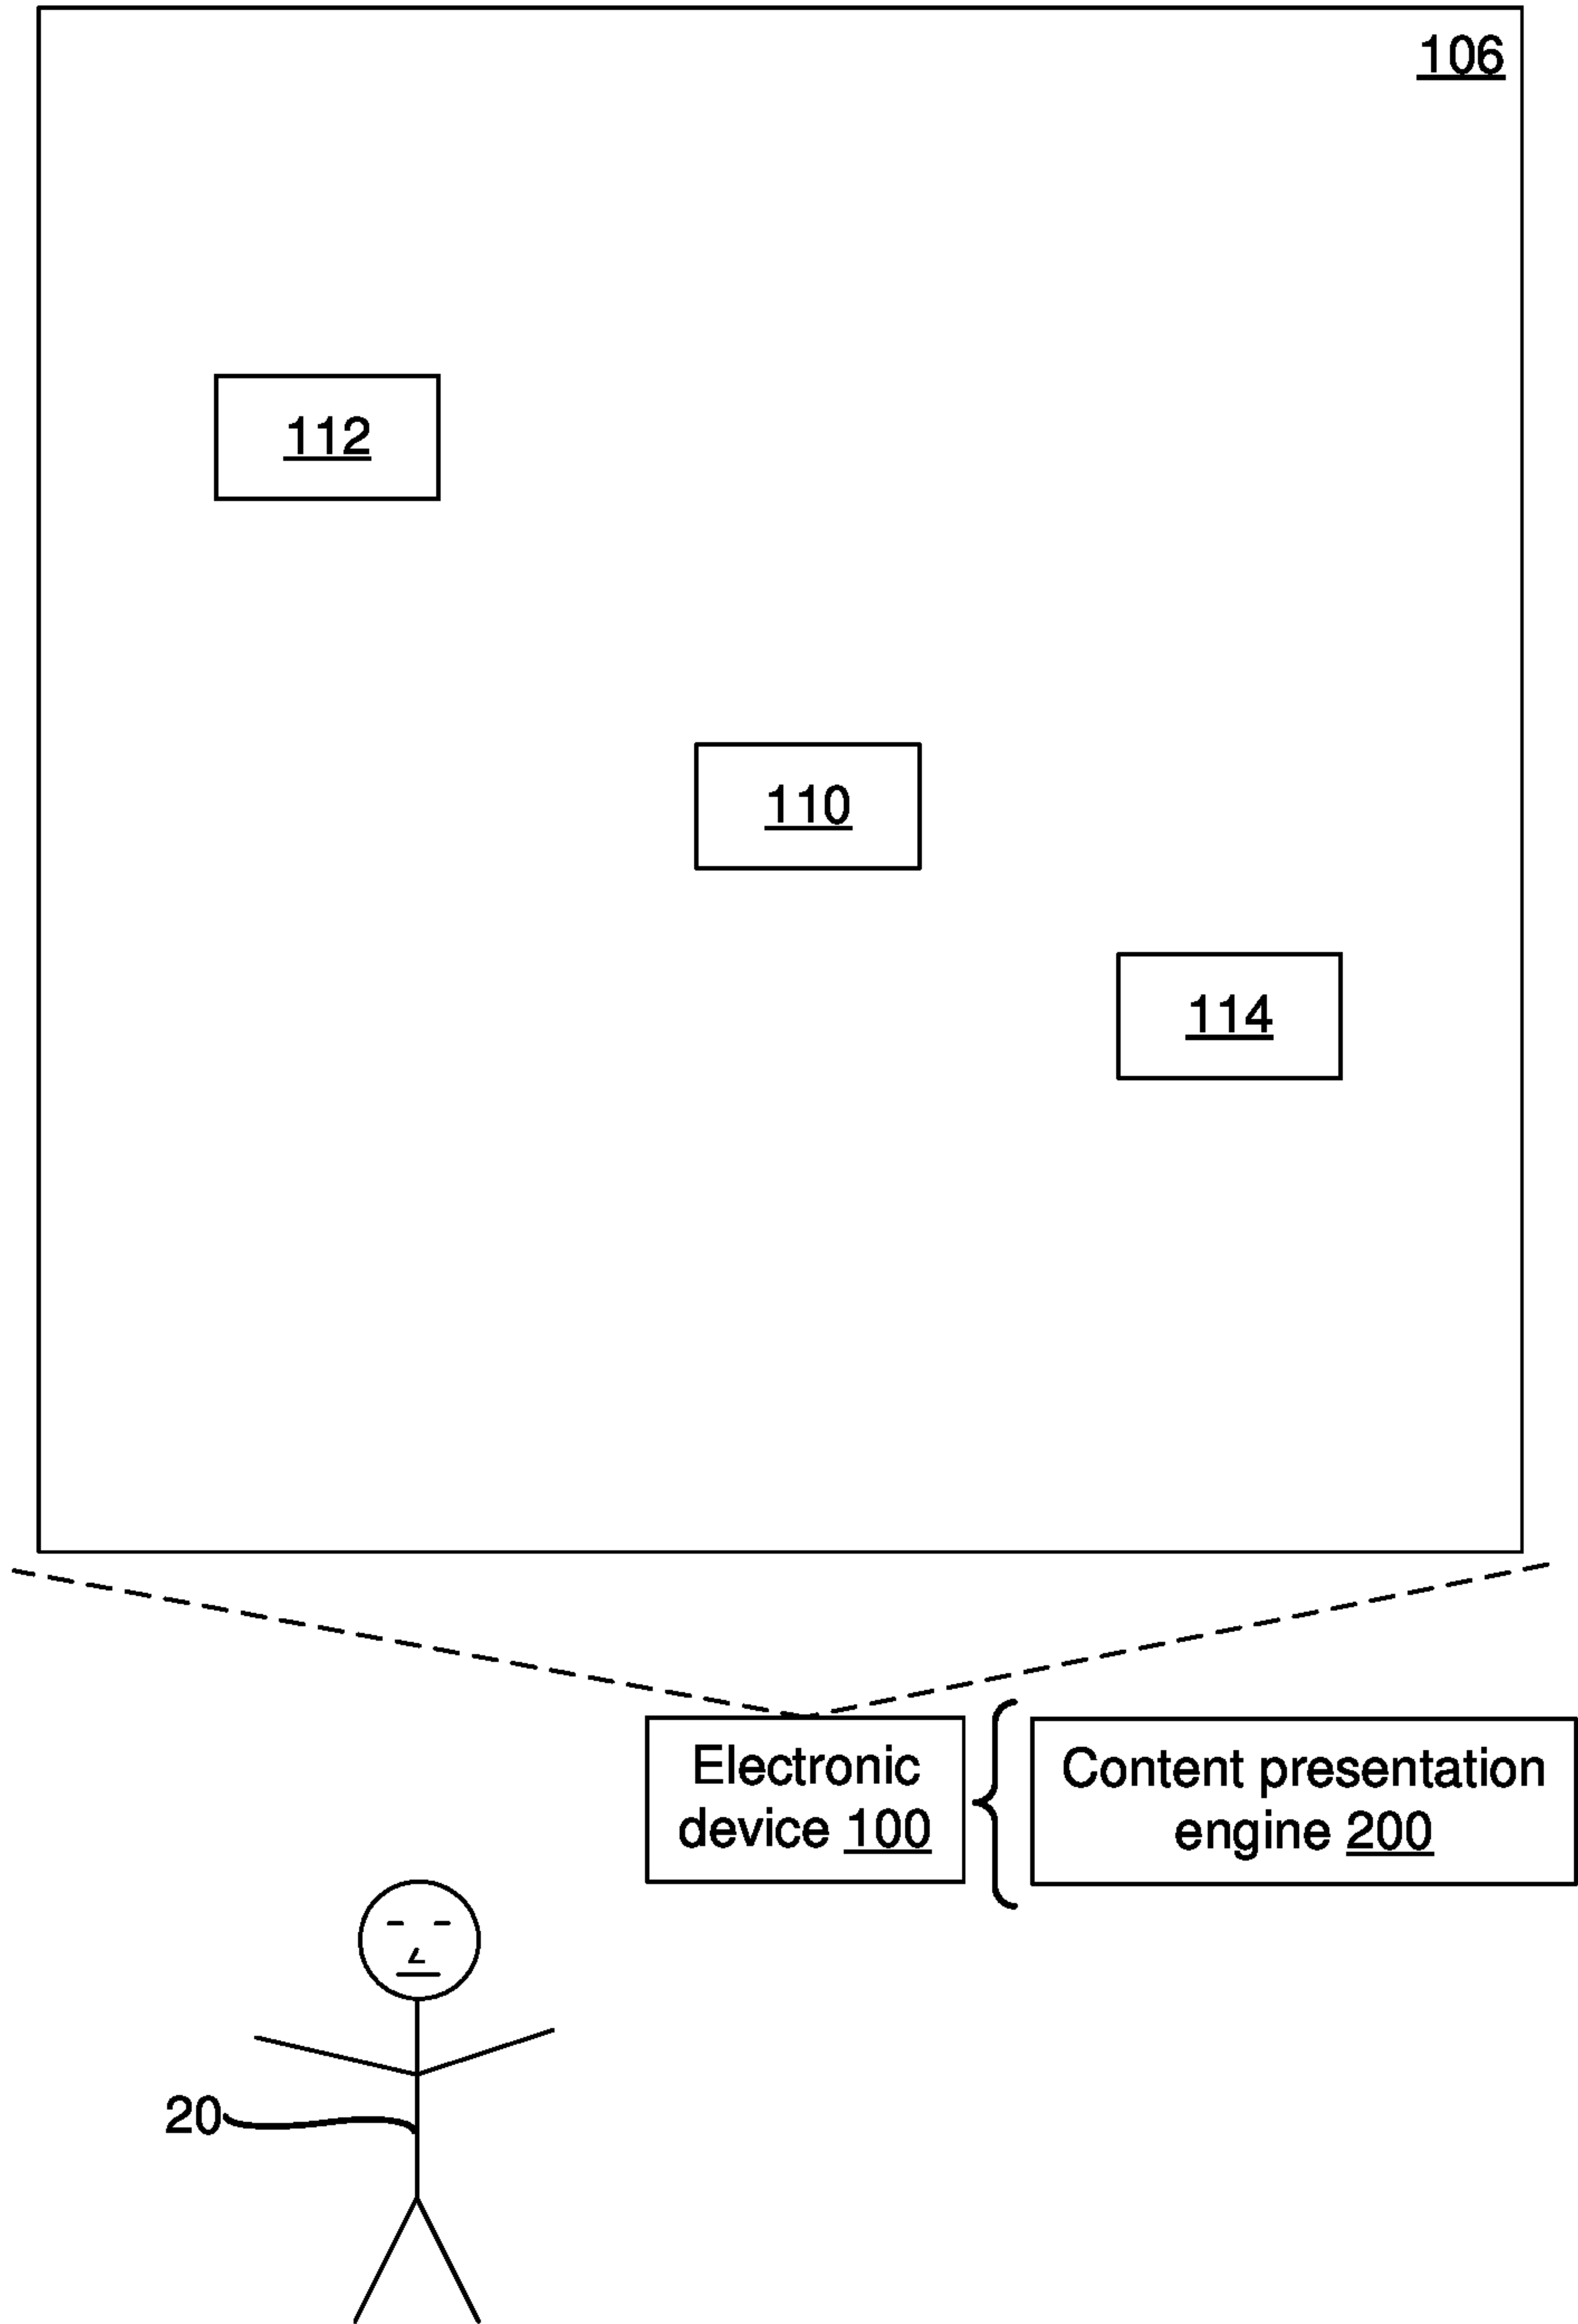 106
112
110
114
Electronic
device 100
Content presentation
engine 200
20